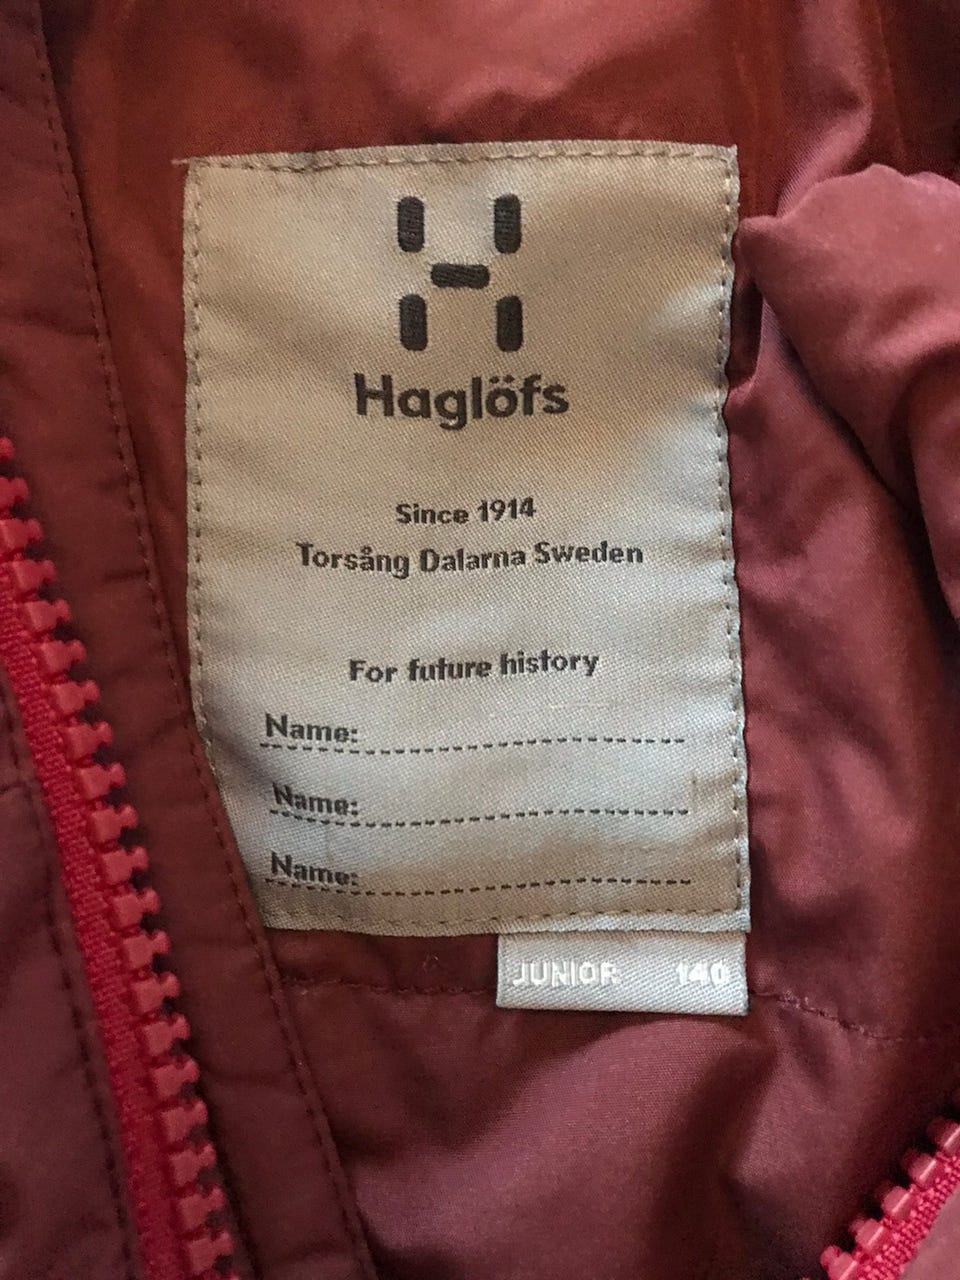 Haglöfs
Since 1914
Torsång Dalarna Sweden
For future history
Name:
Name:
Name:
JUNIOR 140